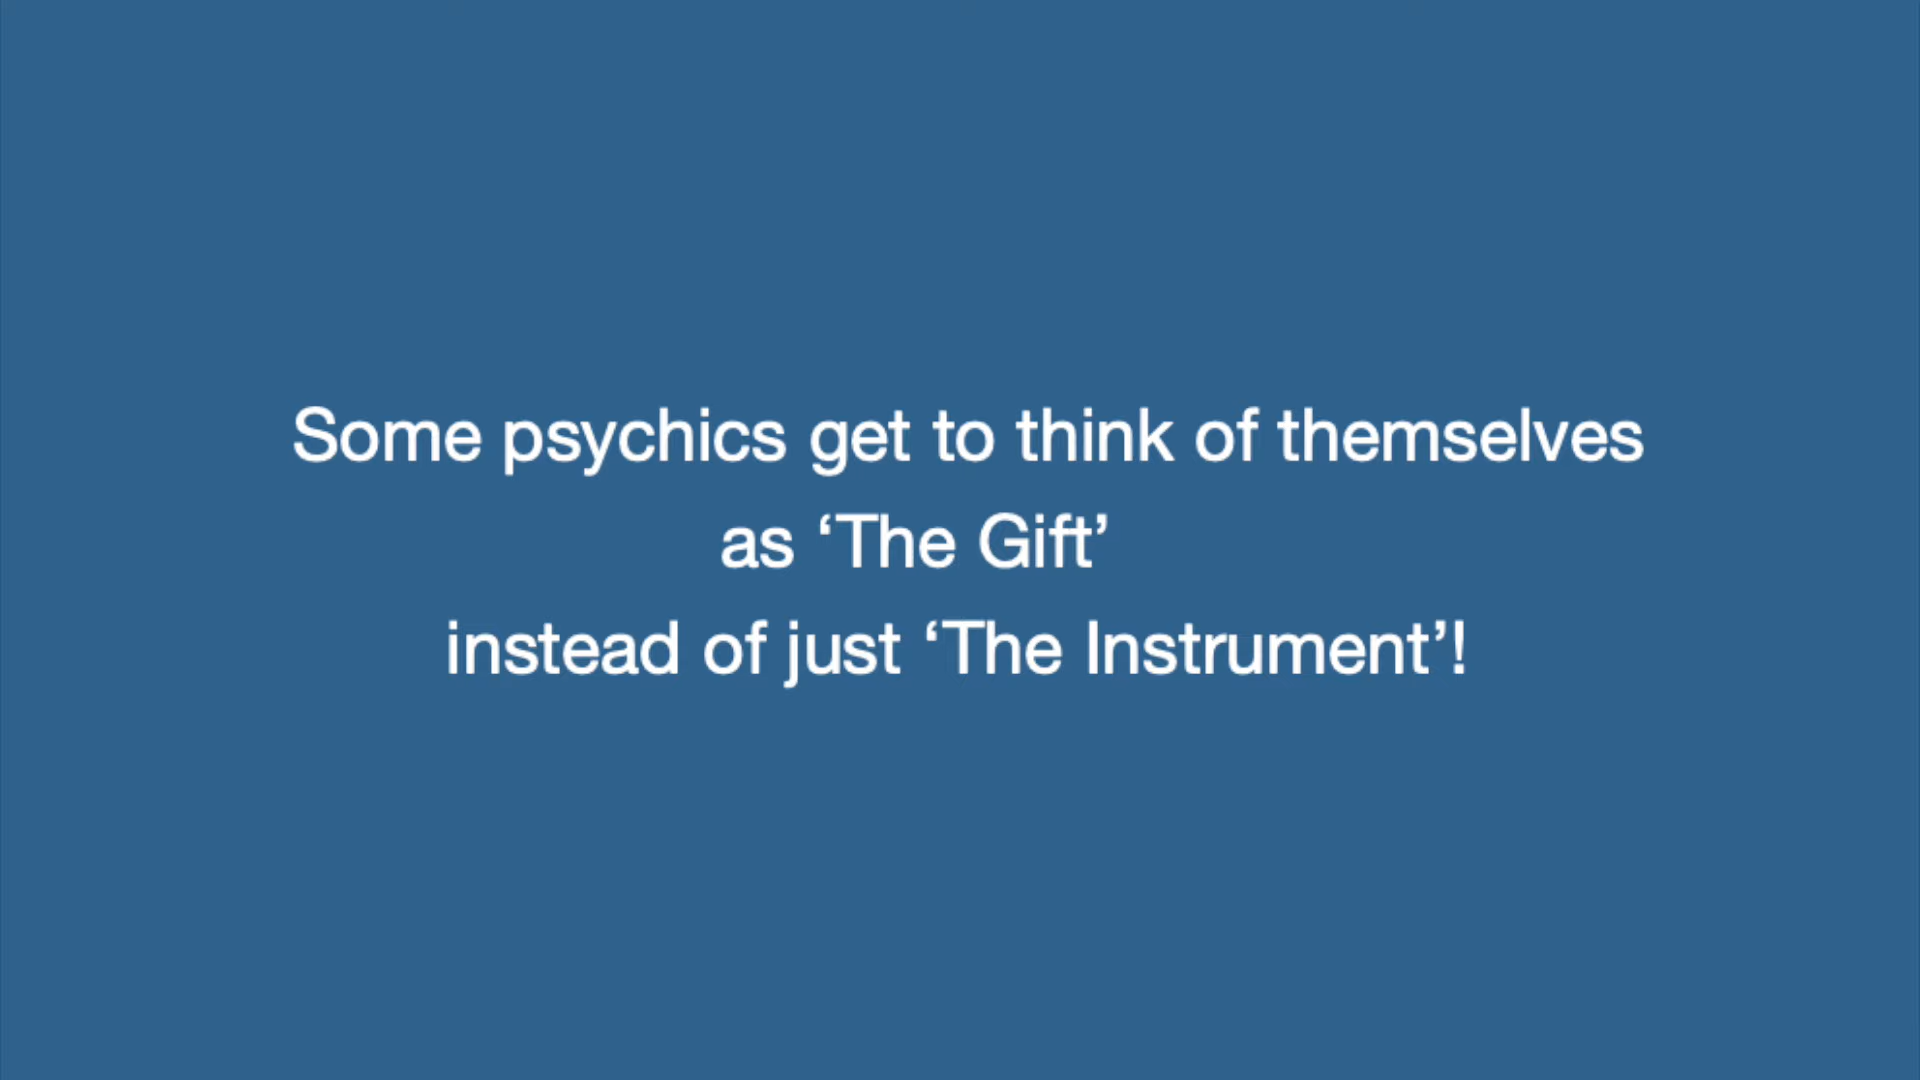 Some psychics get to think of themselves
as ‘The Gift’
instead of just ‘The Instrument’!